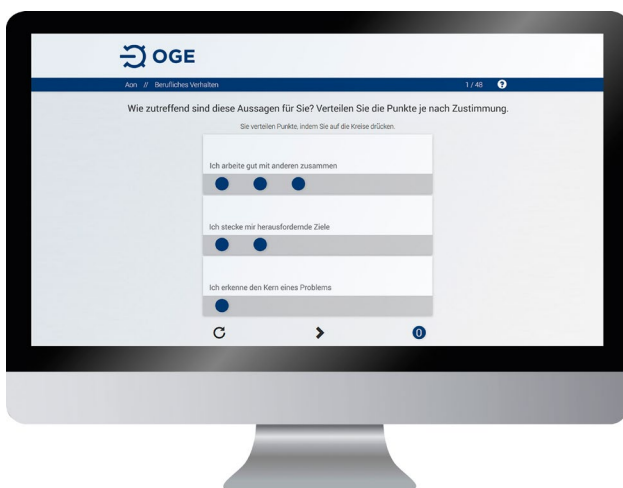 OGE
Aon // Berufliches Verhalten 1 / 48 ?
Wie zutreffend sind diese Aussagen für Sie? Verteilen Sie die Punkte je nach Zustimmung.
Sie verteilen Punkte, indem Sie auf die Kreise drücken.
Ich arbeite gut mit anderen zusammen
Ich stecke mir herausfordernde Ziele
Ich erkenne den Kern eines Problems
0